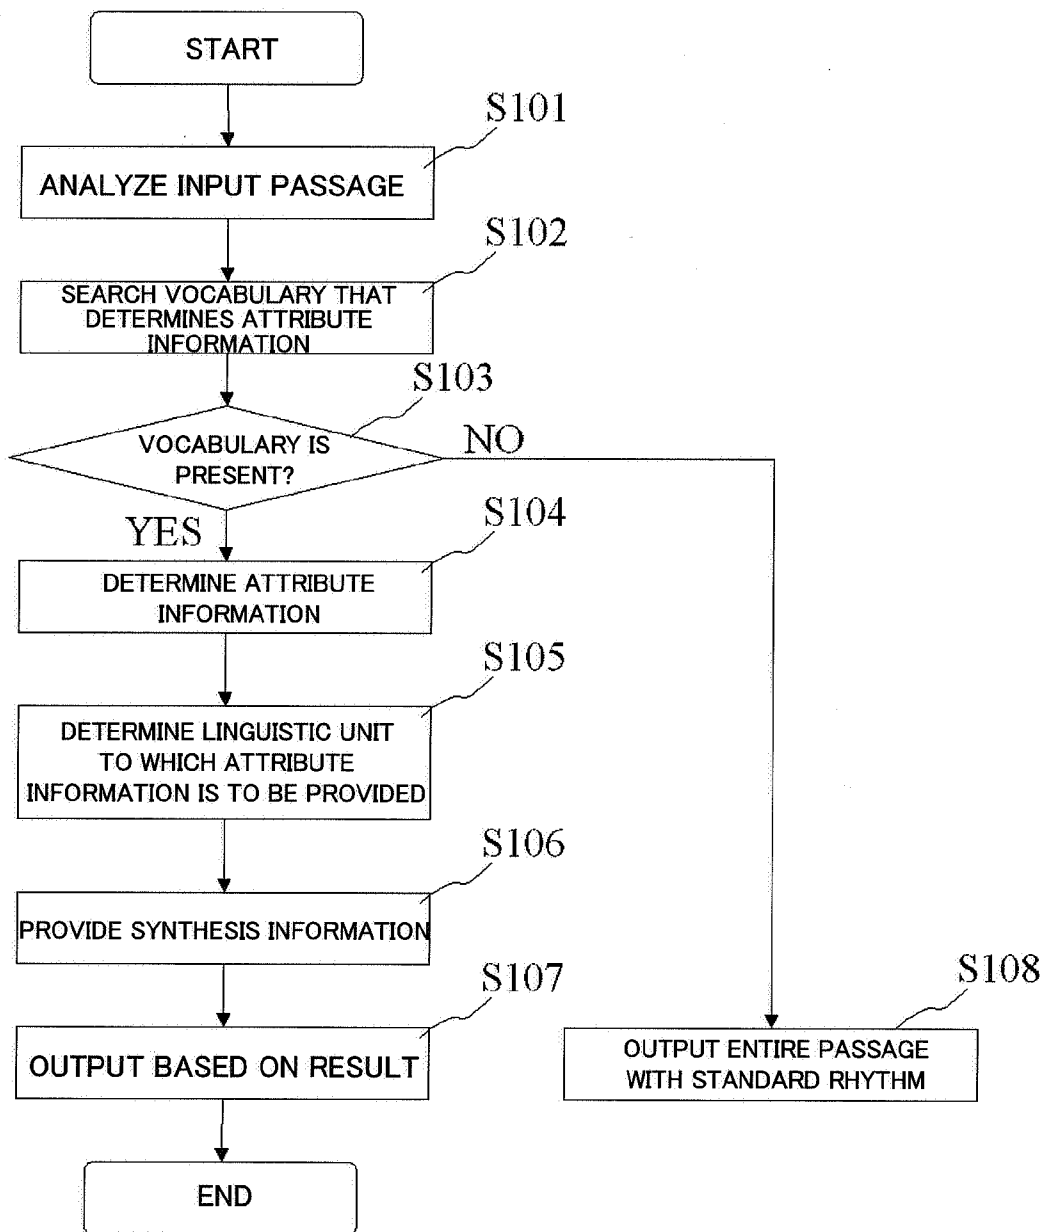 START
S101
ANALYZE INPUT PASSAGE
S102
SEARCH VOCABULARY THAT
DETERMINES ATTRIBUTE
INFORMATION
S103
VOCABULARY IS
PRESENT?
NO
YES
S104
DETERMINE ATTRIBUTE
INFORMATION
S105
DETERMINE LINGUISTIC UNIT
TO WHICH ATTRIBUTE
INFORMATION IS TO BE PROVIDED
S106
PROVIDE SYNTHESIS INFORMATION
S107
OUTPUT BASED ON RESULT
S108
OUTPUT ENTIRE PASSAGE
WITH STANDARD RHYTHM
END